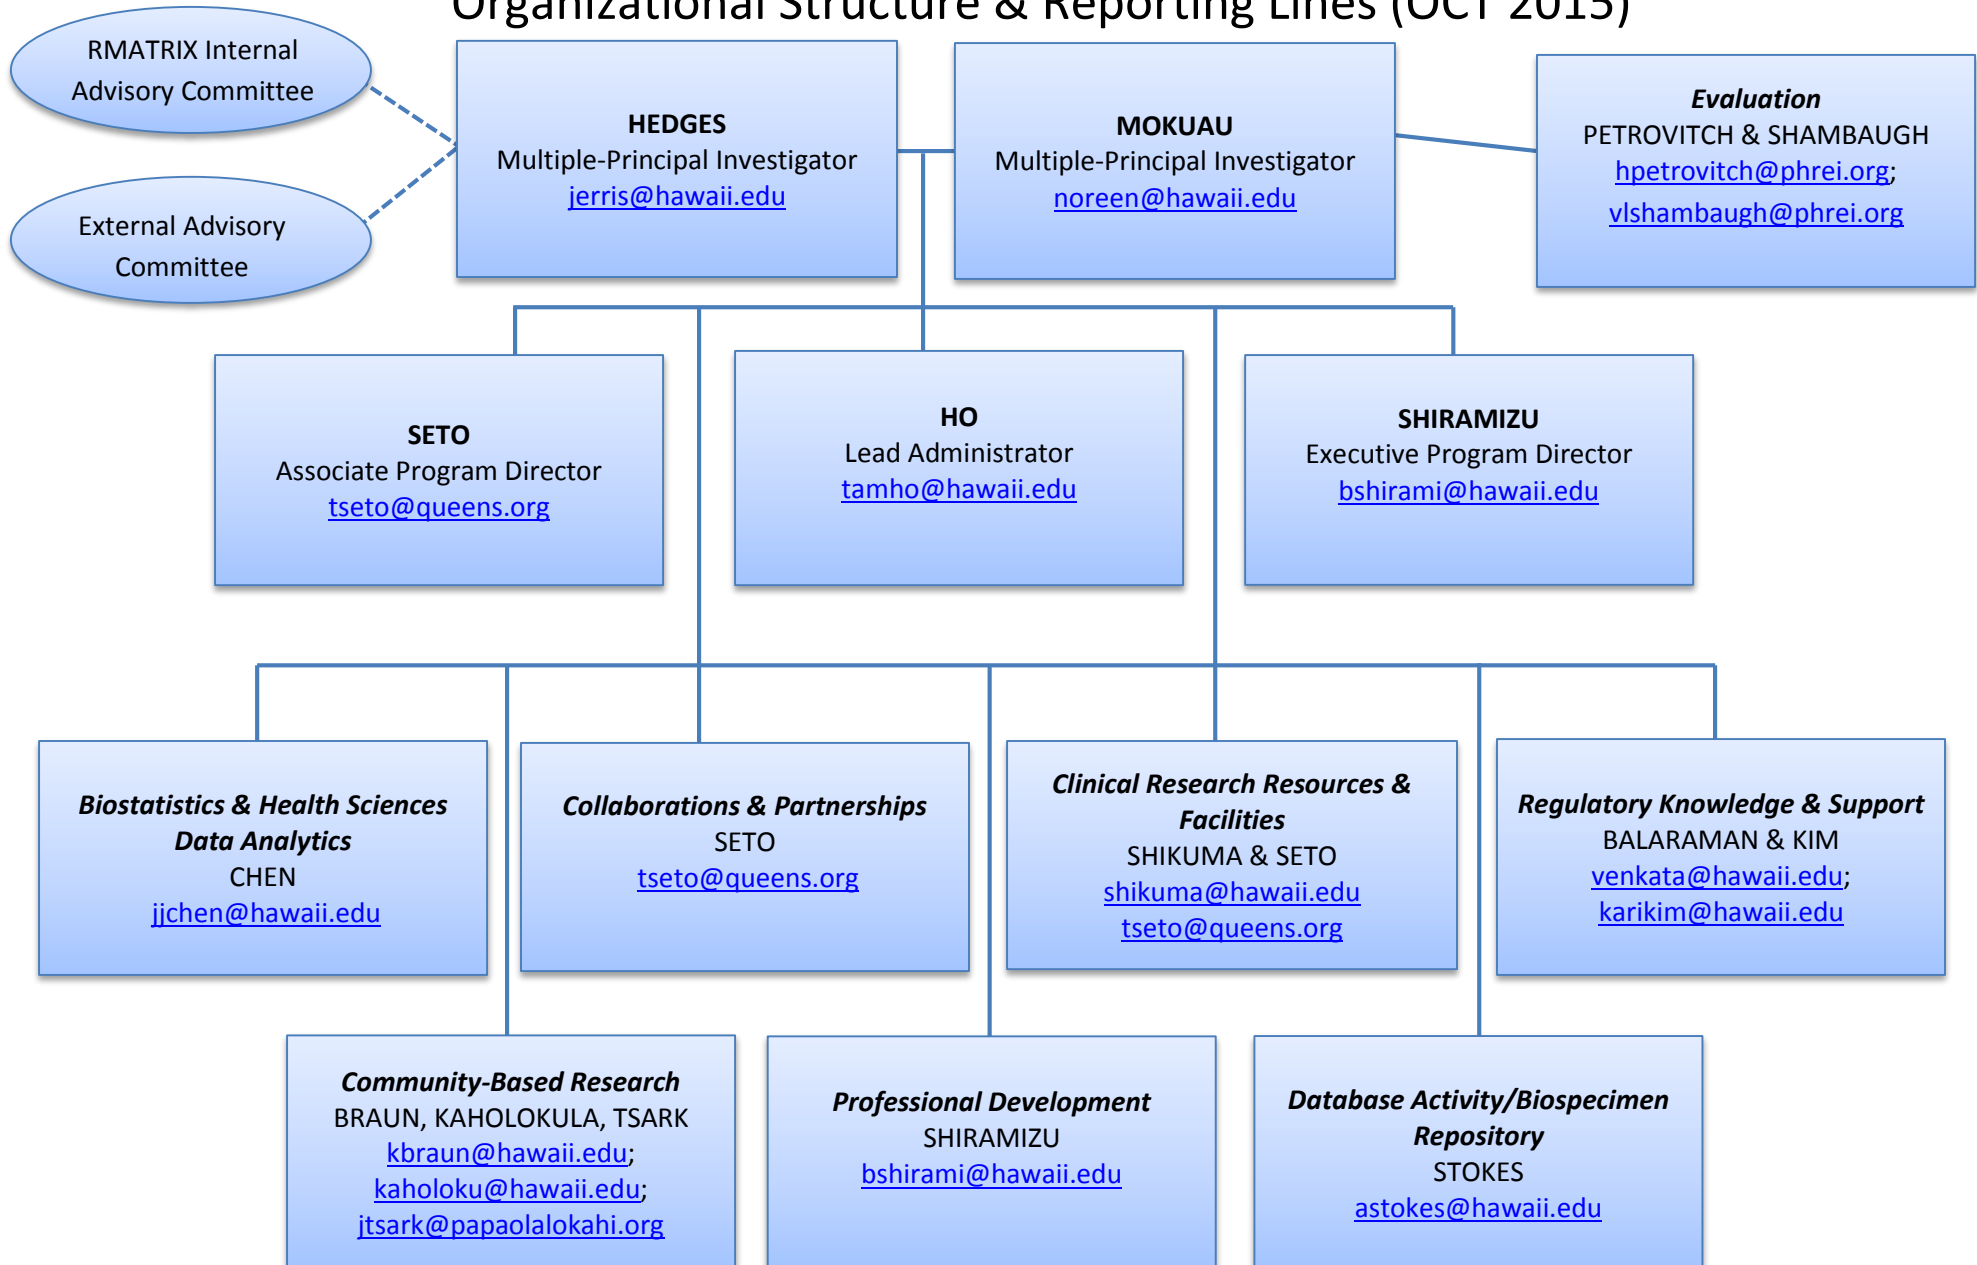 Organizational Structure & Reporting Lines (OCT 2015)
RMATRIX Internal
Advisory Committee
External Advisory
Committee
HEDGES
Multiple-Principal Investigator
jerris@hawaii.edu
MOKUAU
Multiple-Principal Investigator
noreen@hawaii.edu
Evaluation
PETROVITCH & SHAMBAUGH
hpetrovitch@phrei.org;
vlshambaugh@phrei.org
SETO
Associate Program Director
tseto@queens.org
HO
Lead Administrator
tamho@hawaii.edu
SHIRAMIZU
Executive Program Director
bshirami@hawaii.edu
Biostatistics & Health Sciences
Data Analytics
CHEN
jjchen@hawaii.edu
Collaborations & Partnerships
SETO
tseto@queens.org
Clinical Research Resources &
Facilities
SHIKUMA & SETO
shikuma@hawaii.edu
tseto@queens.org
Regulatory Knowledge & Support
BALARAMAN & KIM
venkata@hawaii.edu;
karikim@hawaii.edu
Community-Based Research
BRAUN, KAHOLOKULA, TSARK
kbraun@hawaii.edu;
kaholoku@hawaii.edu;
jtsark@papaolalokahi.org
Professional Development
SHIRAMIZU
bshirami@hawaii.edu
Database Activity/Biospecimen
Repository
STOKES
astokes@hawaii.edu